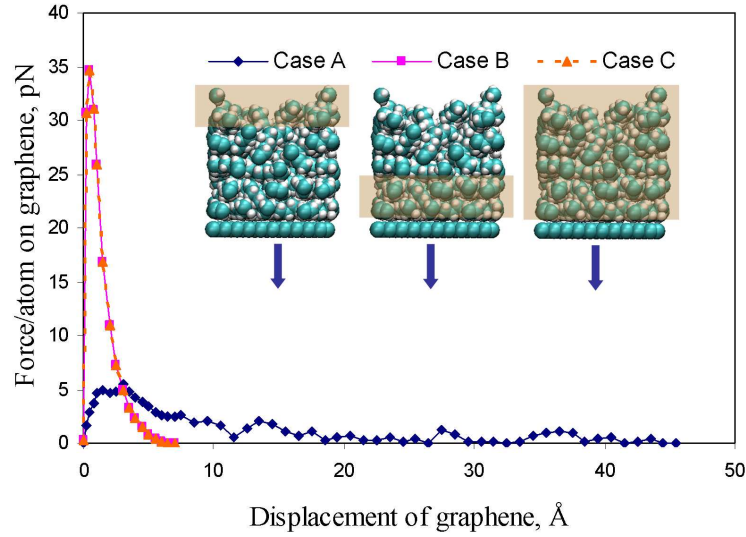 40
35
30
25
20
15
10
5
0
Force/atom on graphene, pN
Case A Case B Case C
0 10 20 30 40 50
Displacement of graphene, Å